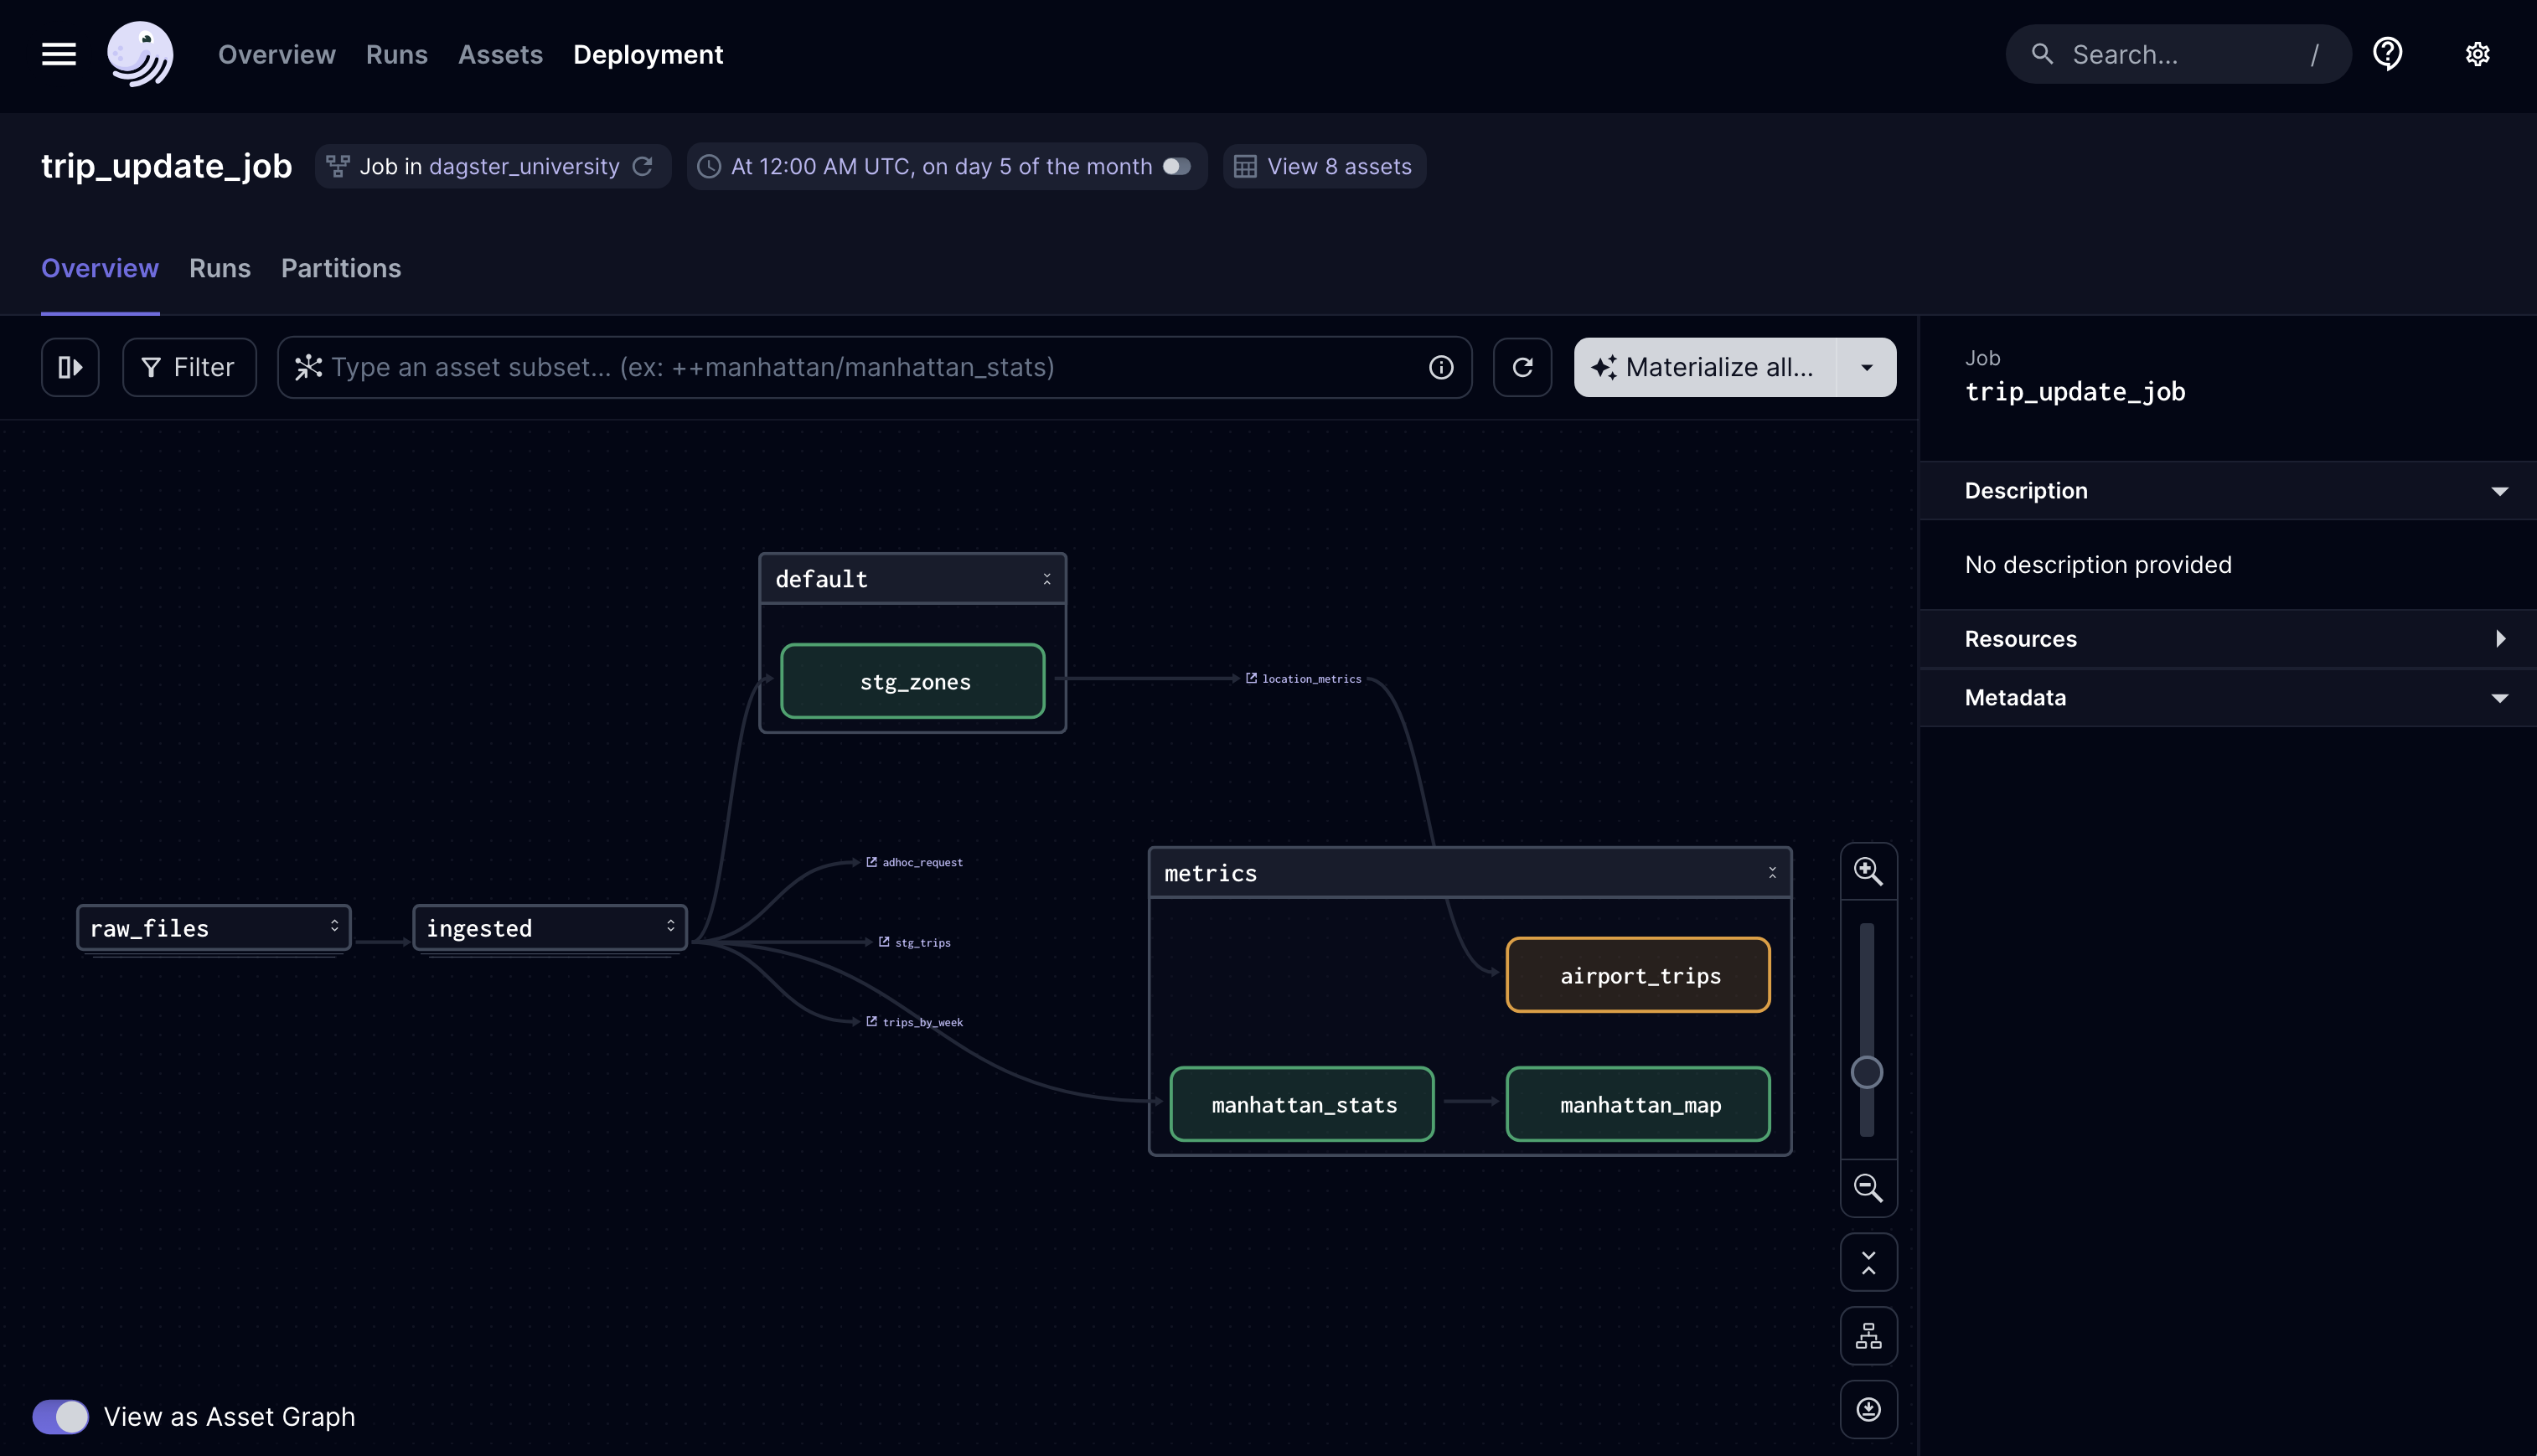 Overview Runs Assets Deployment Search... /
trip_update_job Job in dagster_university At 12:00 AM UTC, on day 5 of the month View 8 assets
Overview Runs Partitions
Filter Type an asset subset… (ex: ++manhattan/manhattan_stats) Materialize all…
Job
trip_update_job
Description
No description provided
Resources
Metadata
default
stg_zones
location_metrics
adhoc_request
metrics
raw_files
ingested
stg_trips
airport_trips
trips_by_week
manhattan_stats
manhattan_map
View as Asset Graph